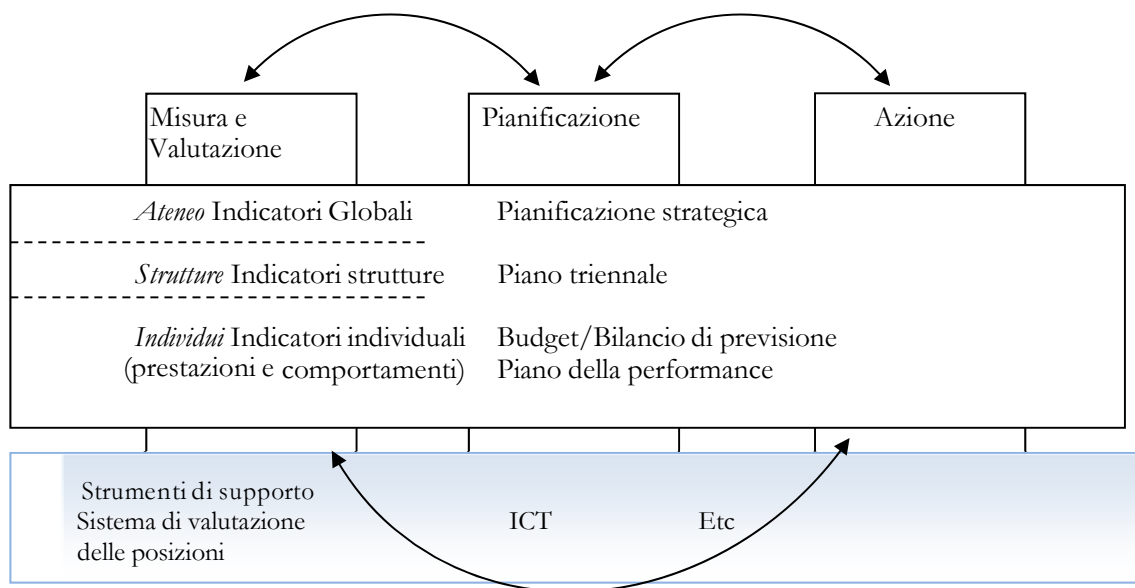 Misura e
Valutazione
Pianificazione
Azione
Ateneo Indicatori Globali
Pianificazione strategica
Strutture Indicatori strutture
Piano triennale
Individui Indicatori individuali
(prestazioni e comportamenti)
Budget/Bilancio di previsione
Piano della performance
Strumenti di supporto
Sistema di valutazione
delle posizioni
ICT
Etc